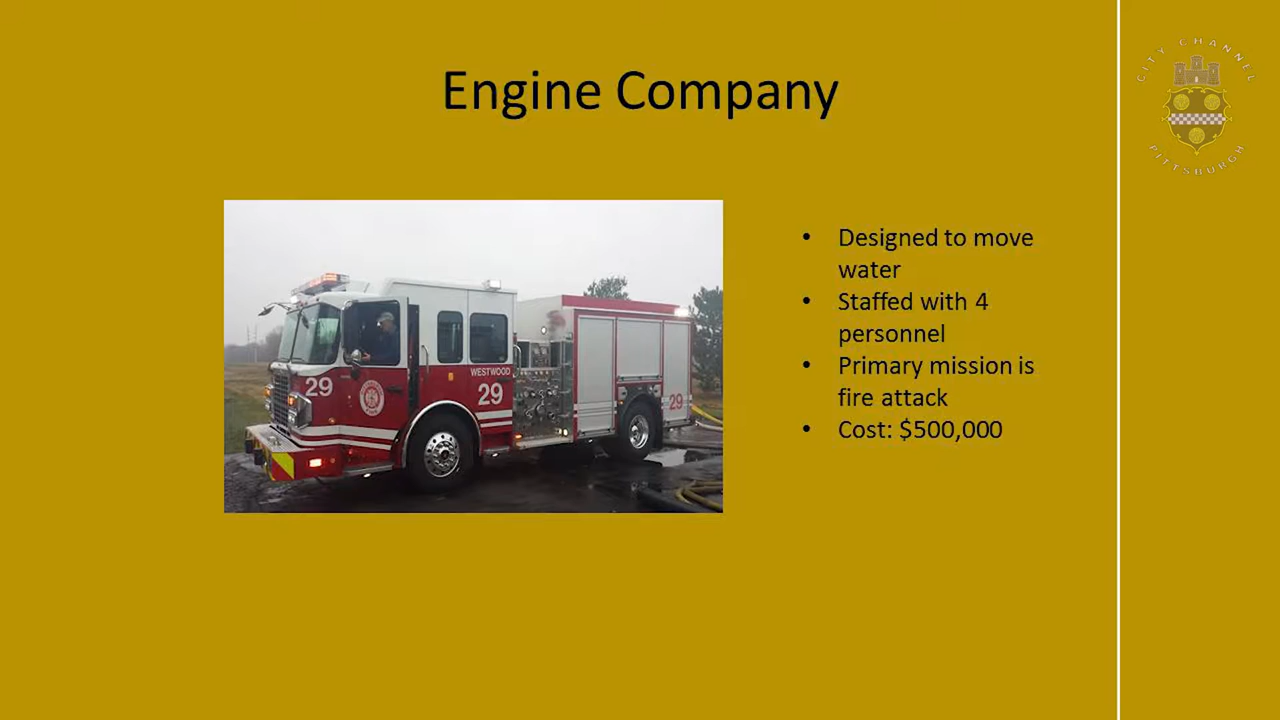 Engine Company
CITY CHANNEL
PITTSBURGH
29
WESTWOOD
29
29
• Designed to move
water
• Staffed with 4
personnel
• Primary mission is
fire attack
• Cost: $500,000